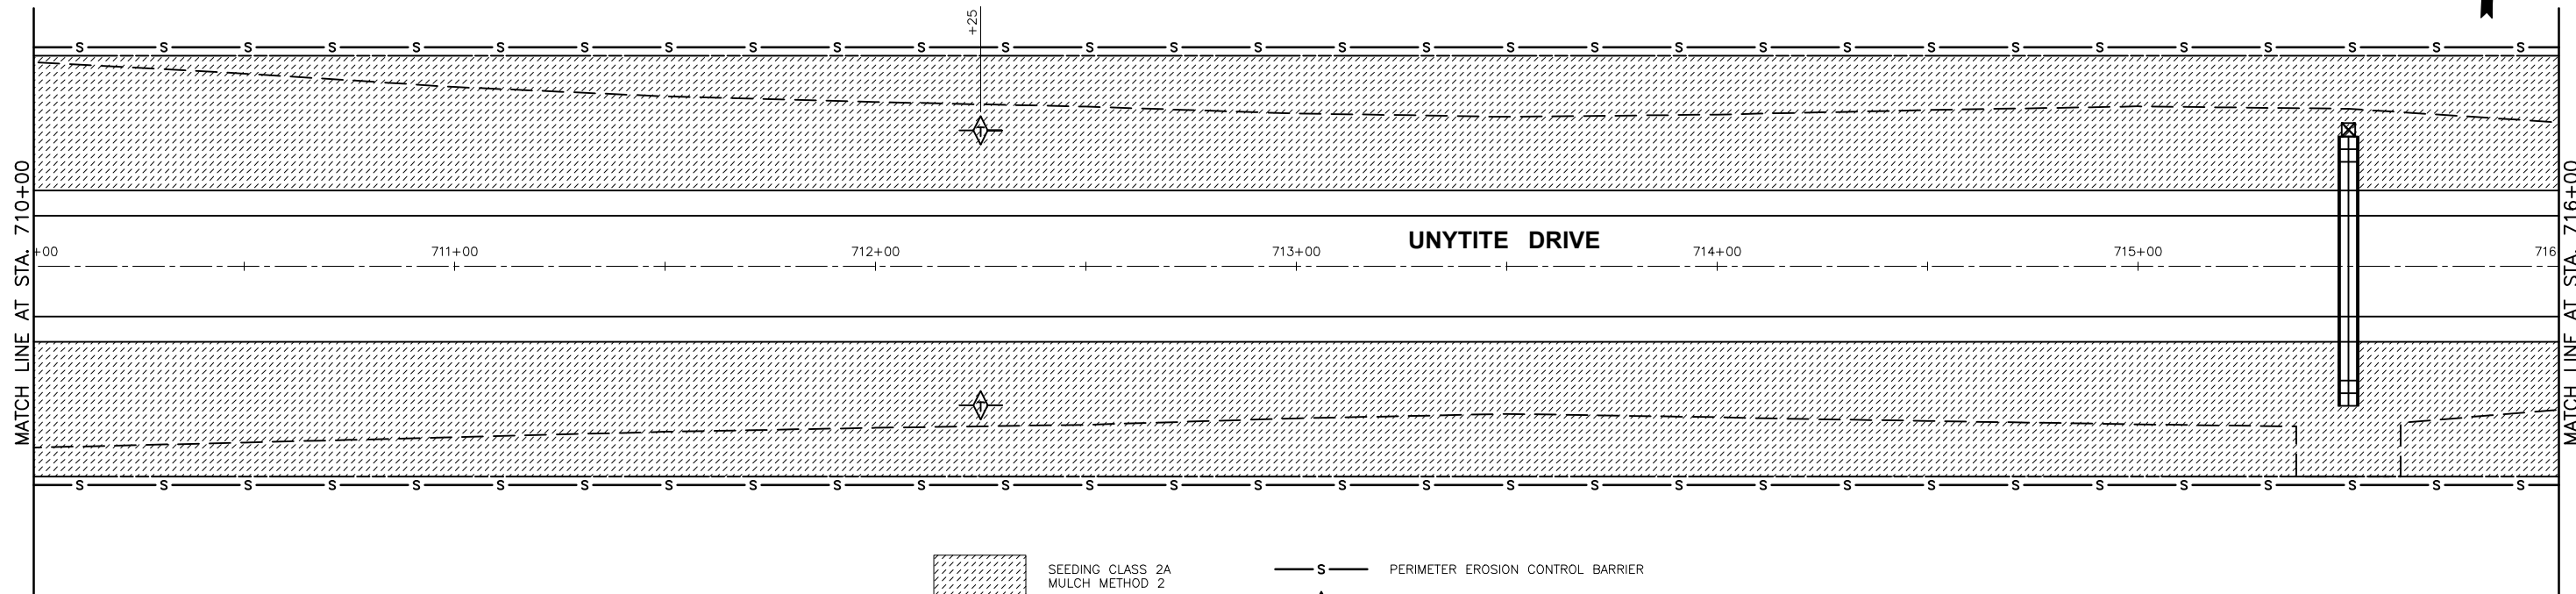 +25
S S S S S S S S S S S S S S S S S S S S S S S S S S S S S S
MATCH LINE AT STA. 710+00
MATCH LINE AT STA. 716+00
T
UNYTITE DRIVE
+00 711+00 712+00 713+00 714+00 715+00 716
T
S S S S S S S S S S S S S S S S S S S S S S S S S S S S S S
SEEDING CLASS 2A
MULCH METHOD 2
S PERIMETER EROSION CONTROL BARRIER